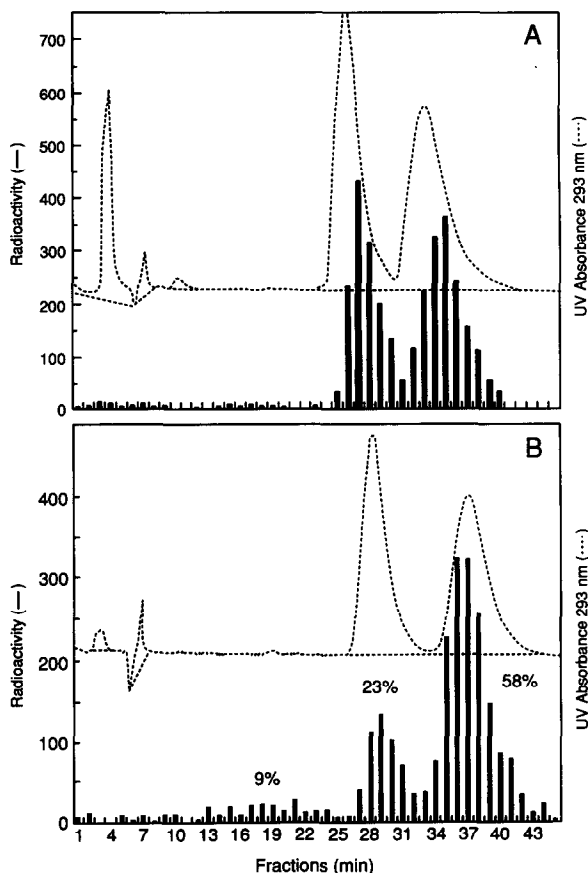 A
Radioactivity (—)
700
600
500
400
300
200
100
0
UV Absorbance 293 nm (----)
B
Radioactivity (—)
400
300
200
100
0
9%
23%
58%
UV Absorbance 293 nm (----)
1 4 7 10 13 16 19 22 25 28 31 34 37 40 43
Fractions (min)